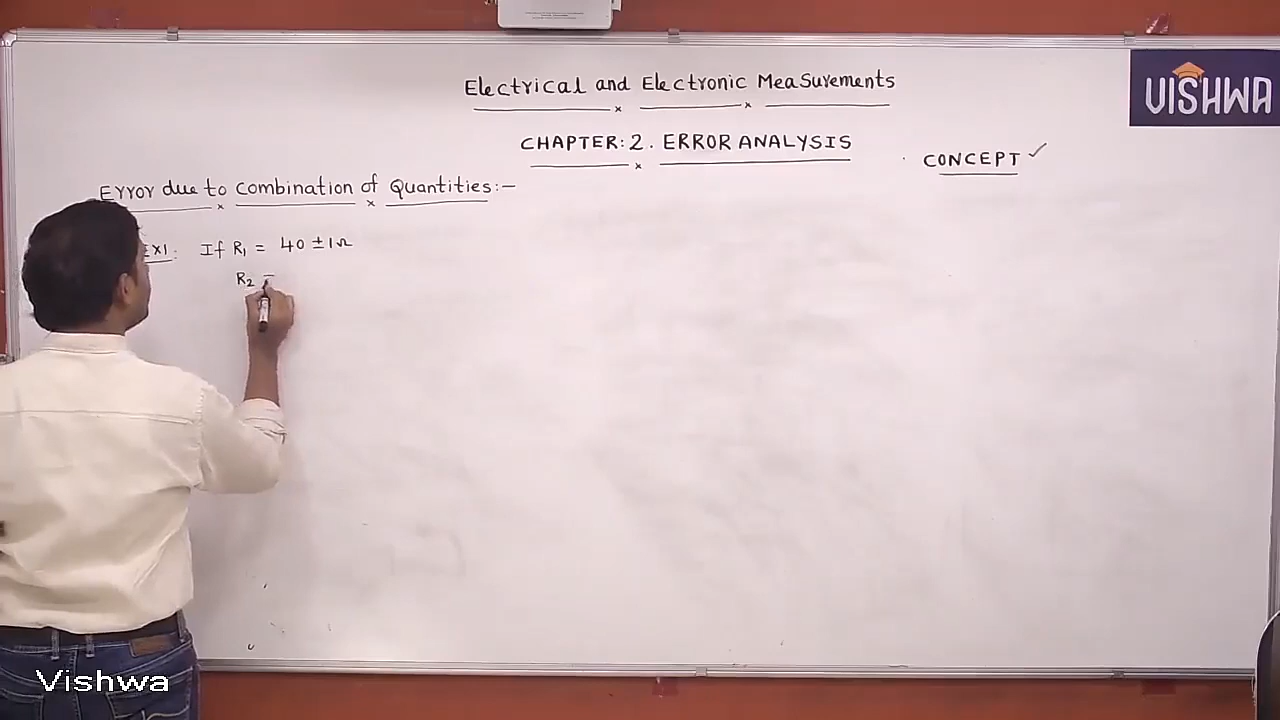 Electrical and Electronic Measurements
VISHWA
CHAPTER: 2. ERROR ANALYSIS
CONCEPT ✓
Error due to Combination of Quantities:-
EX1: If R1 = 40 ± 1Ω
R2 =
Vishwa